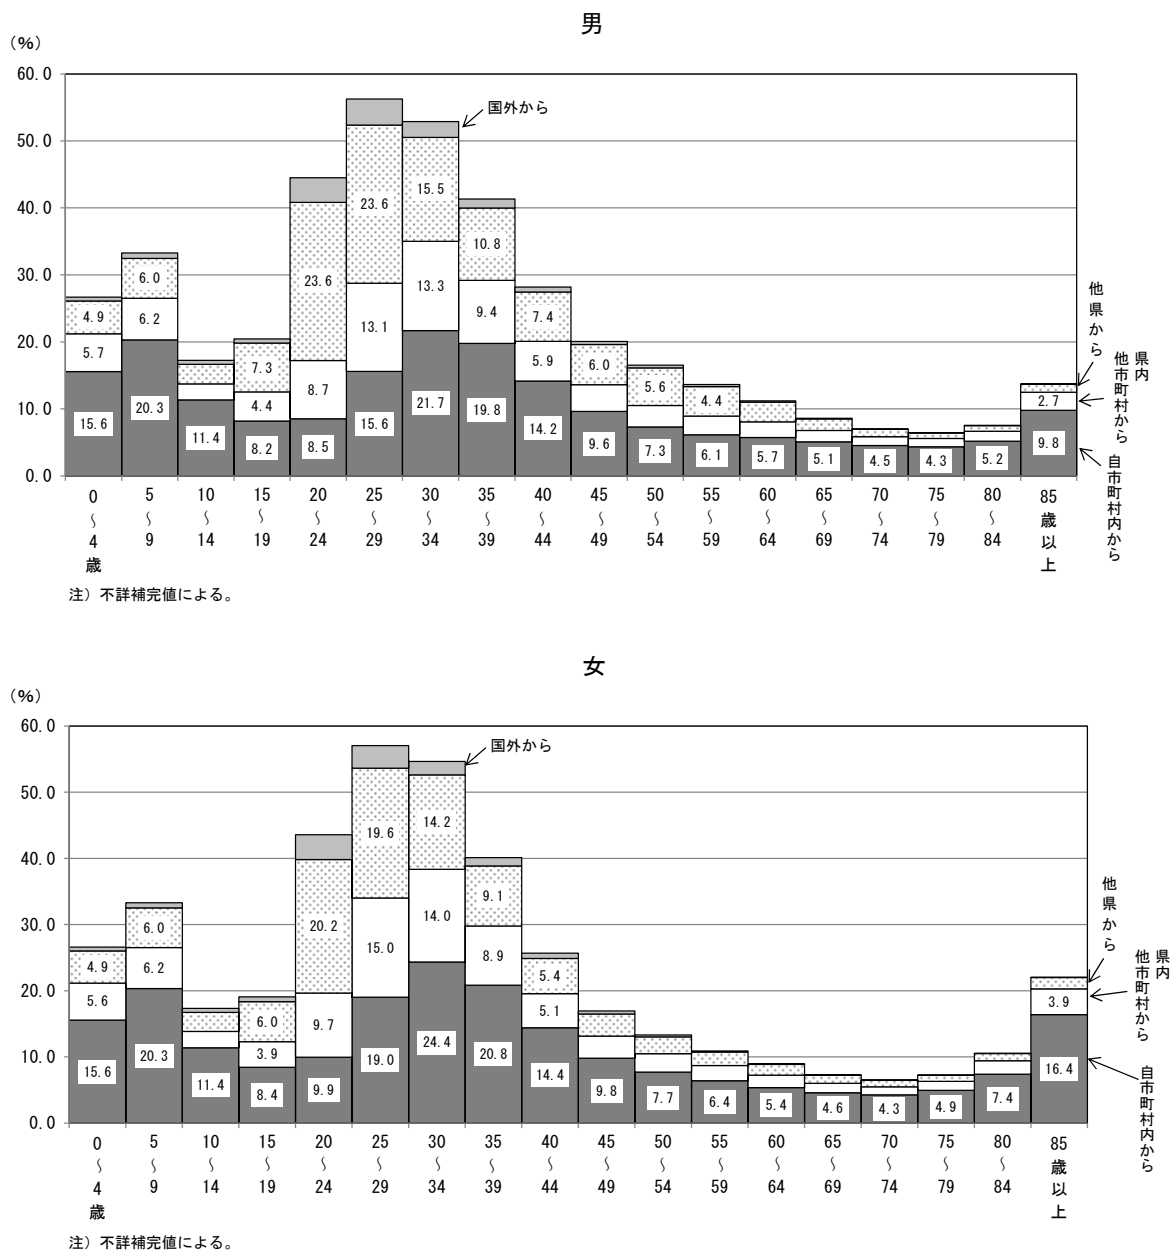 男
(%)
60.0
50.0
40.0
30.0
20.0
10.0
0.0
国外から
他県から
県内
他市町村から
自市町村内から
4.9 6.0 7.3 23.6 23.6 15.5 10.8 7.4 6.0 5.6 4.4
5.7 6.2 4.4 8.7 13.1 13.3 9.4 5.9 2.7
15.6 20.3 11.4 8.2 8.5 15.6 21.7 19.8 14.2 9.6 7.3 6.1 5.7 5.1 4.5 4.3 5.2 9.8
0～4歳 5～9 10～14 15～19 20～24 25～29 30～34 35～39 40～44 45～49 50～54 55～59 60～64 65～69 70～74 75～79 80～84 85歳以上
注）不詳補完値による。
女
(%)
60.0
50.0
40.0
30.0
20.0
10.0
0.0
国外から
他県から
県内
他市町村から
自市町村内から
4.9 6.0 6.0 20.2 19.6 14.2 9.1 5.4
5.6 6.2 3.9 9.7 15.0 14.0 8.9 5.1 3.9
15.6 20.3 11.4 8.4 9.9 19.0 24.4 20.8 14.4 9.8 7.7 6.4 5.4 4.6 4.3 4.9 7.4 16.4
0～4歳 5～9 10～14 15～19 20～24 25～29 30～34 35～39 40～44 45～49 50～54 55～59 60～64 65～69 70～74 75～79 80～84 85歳以上
注）不詳補完値による。